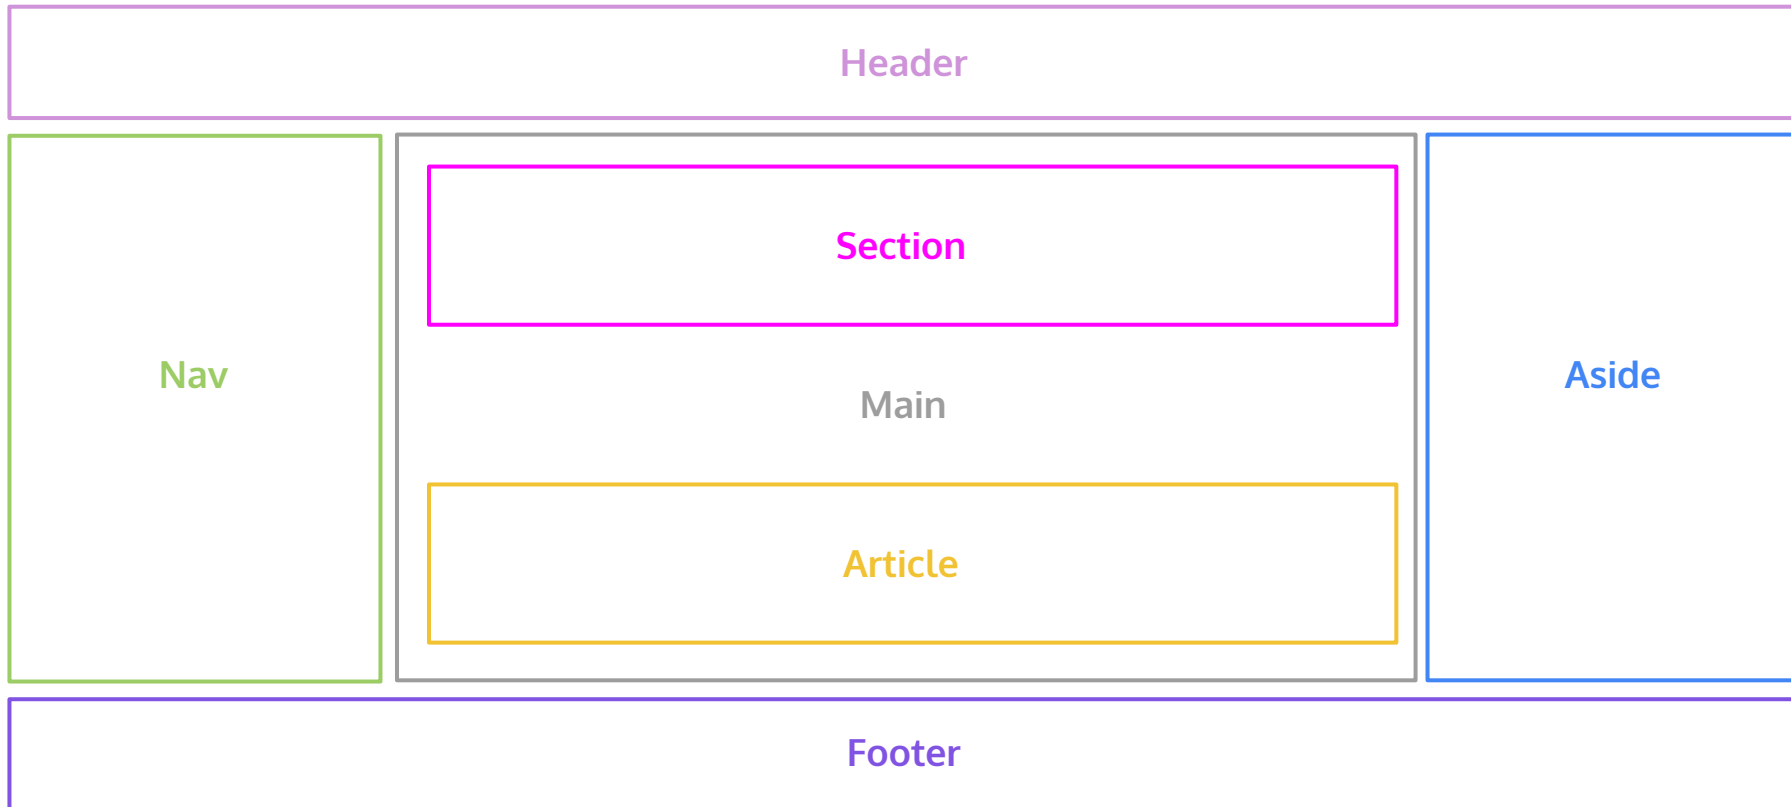 Header
Nav
Section
Main
Article
Aside
Footer